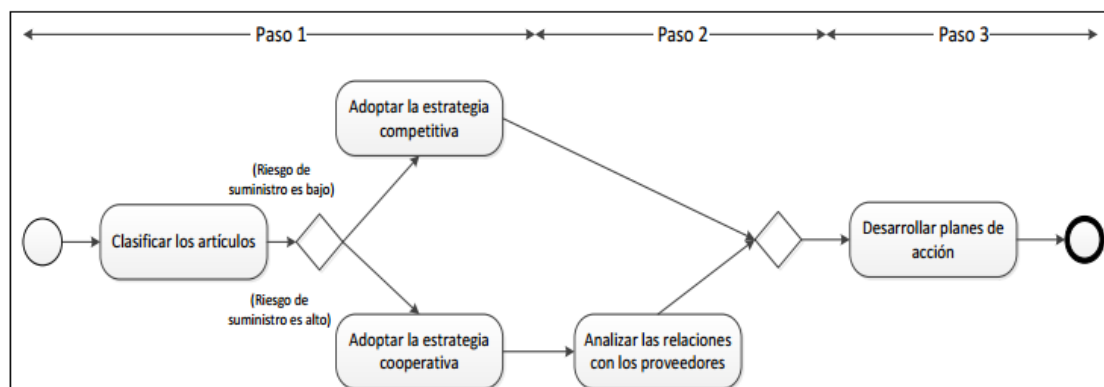 Paso 1
Paso 2
Paso 3
Adoptar la estrategia
competitiva
(Riesgo de
suministro es bajo)
Clasificar los artículos
Desarrollar planes de
acción
(Riesgo de
suministro es alto)
Adoptar la estrategia
cooperativa
Analizar las relaciones
con los proveedores